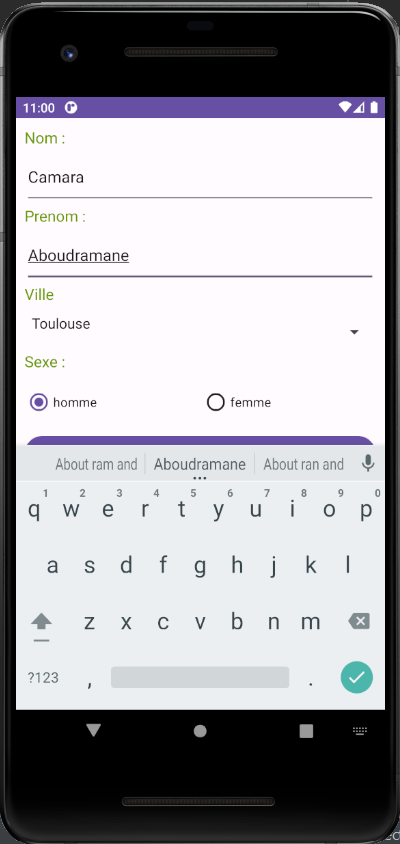 11:00
Nom :
Camara
Prenom :
Aboudramane
Ville
Toulouse
Sexe :
homme femme
About ram and Aboudramane About ran and
1 2 3 4 5 6 7 8 9 0
q w e r t y u i o p
a s d f g h j k l
z x c v b n m
?123 , .